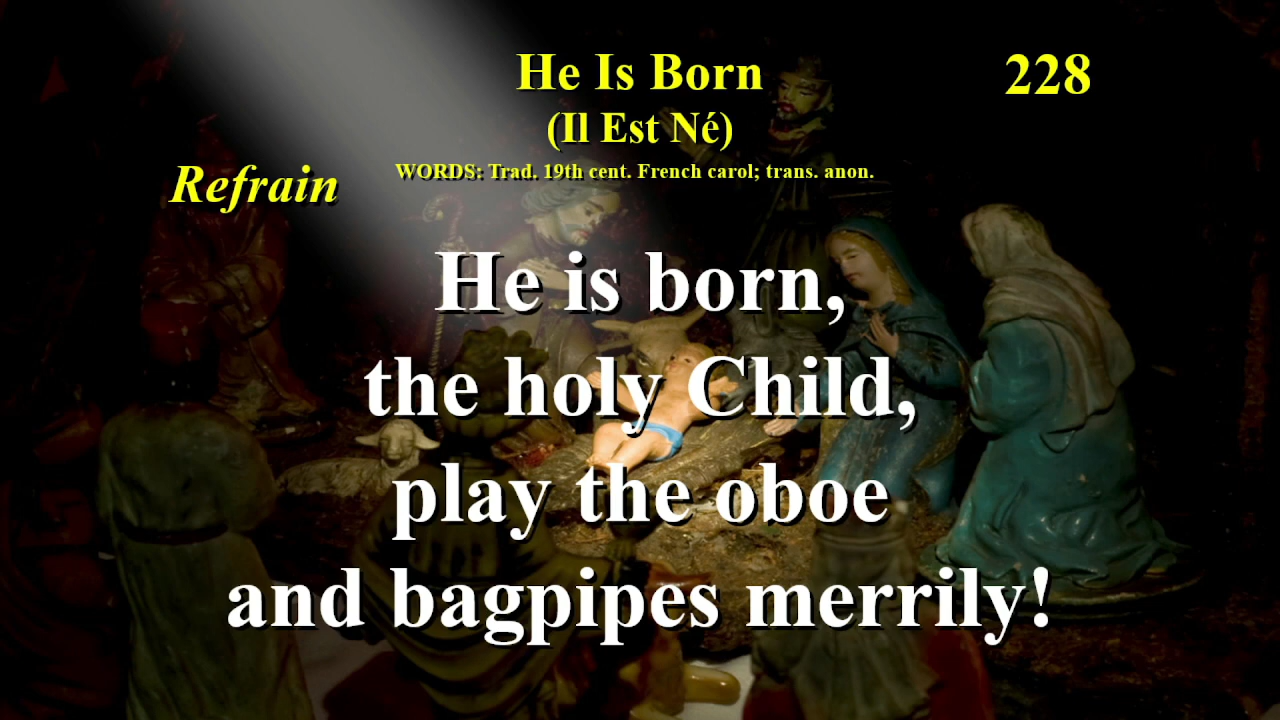 He Is Born
228
(Il Est Né)
WORDS: Trad. 19th cent. French carol; trans. anon.
Refrain
He is born,
the holy Child,
play the oboe
and bagpipes merrily!